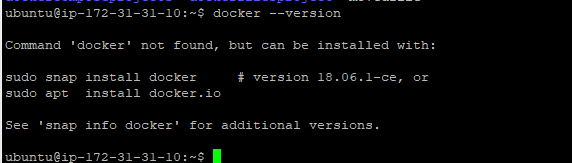 ubuntu@ip-172-31-31-10:~$ docker --version
Command 'docker' not found, but can be installed with:
sudo snap install docker     # version 18.06.1-ce, or
sudo apt  install docker.io
See 'snap info docker' for additional versions.
ubuntu@ip-172-31-31-10:~$